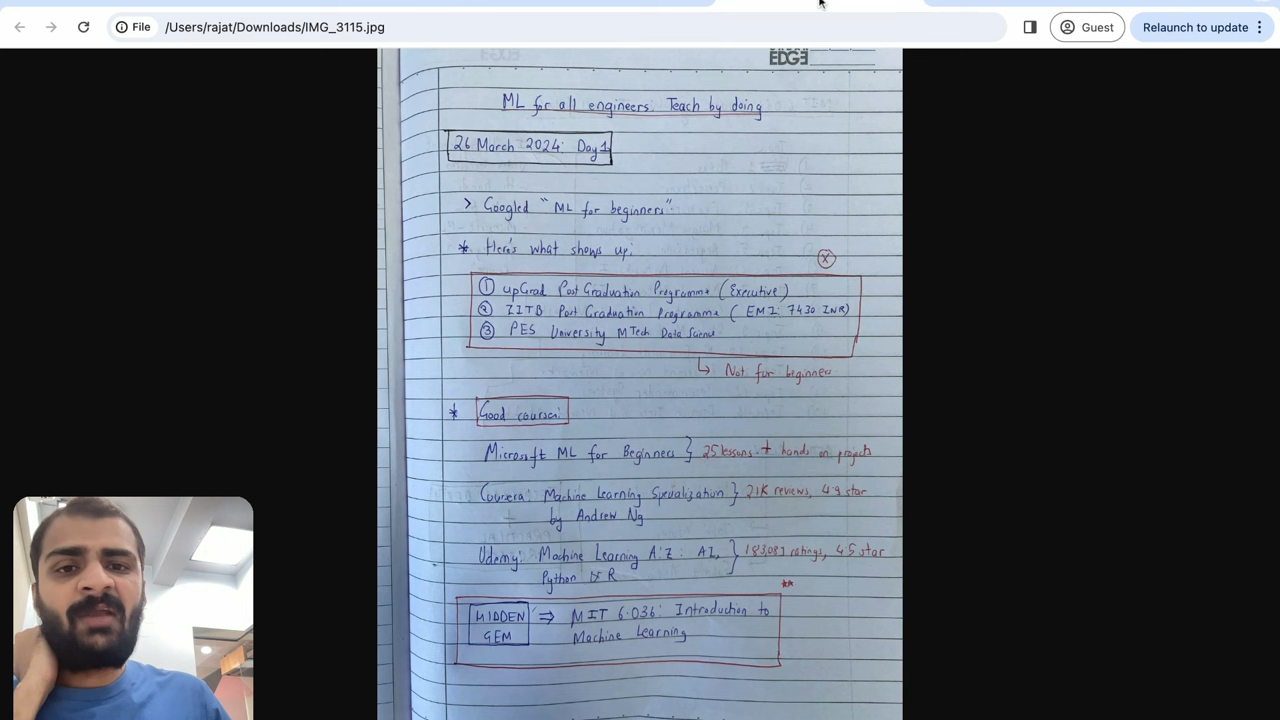 File
/Users/rajat/Downloads/IMG_3115.jpg
Guest
Relaunch to update
EDGE
ML for all engineers. Teach by doing
26 March 2024: Day 1
> Googled "ML for beginners"
* Here's what shows up:
X
1 upGrad Post Graduation Programme (Executive)
2 IITB Post Graduation Programme (EMI: 7430 INR)
3 PES University MTech Data Science
↳ Not for beginners
* Good courses:
Microsoft ML for Beginners } 25 lessons + hands on projects
Coursera: Machine Learning Specialization } 21K reviews, 4.9 star
by Andrew Ng
Udemy: Machine Learning A-Z: AI, } 183,087 ratings, 4.5 star
Python & R
**
HIDDEN GEM ⇒ MIT 6.036: Introduction to
Machine Learning